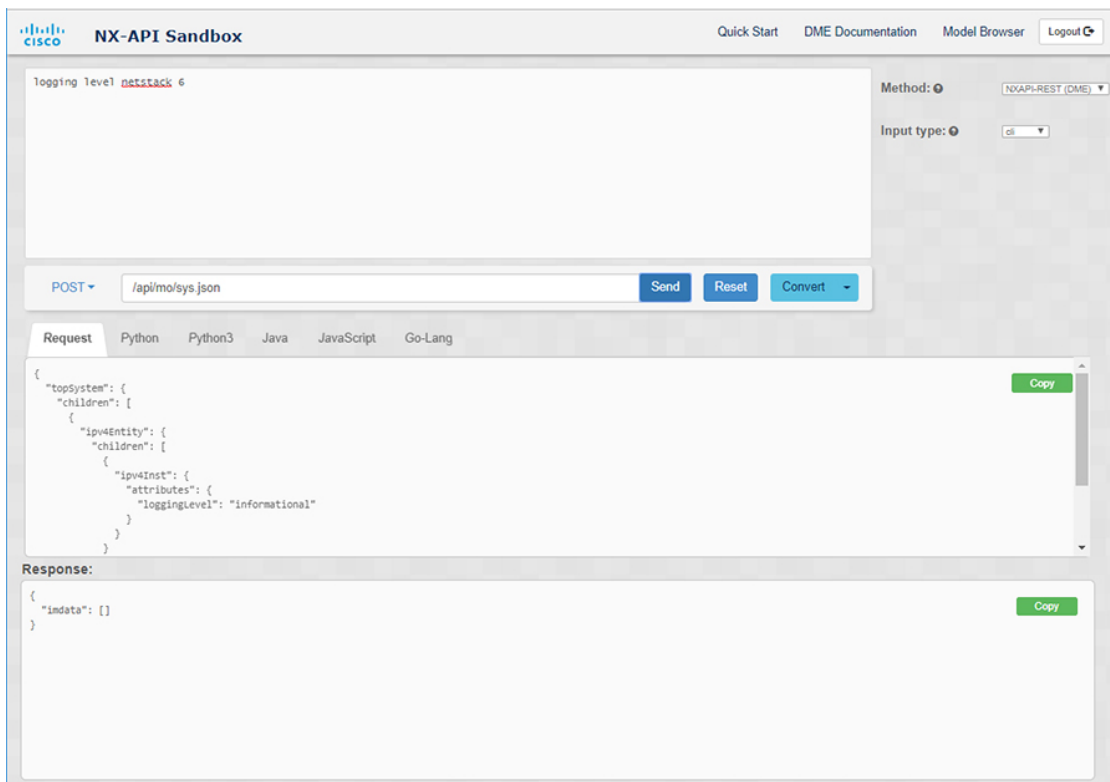 CISCO NX-API Sandbox Quick Start DME Documentation Model Browser Logout
logging level netstack 6
Method: NXAPI-REST (DME)
Input type: cli
POST /api/mo/sys.json Send Reset Convert
Request Python Python3 Java JavaScript Go-Lang
Copy
{
"topSystem": {
"children": [
{
"ipv4Entity": {
"children": [
{
"ipv4Inst": {
"attributes": {
"loggingLevel": "informational"
}
}
}
Response:
Copy
{
"imdata": []
}